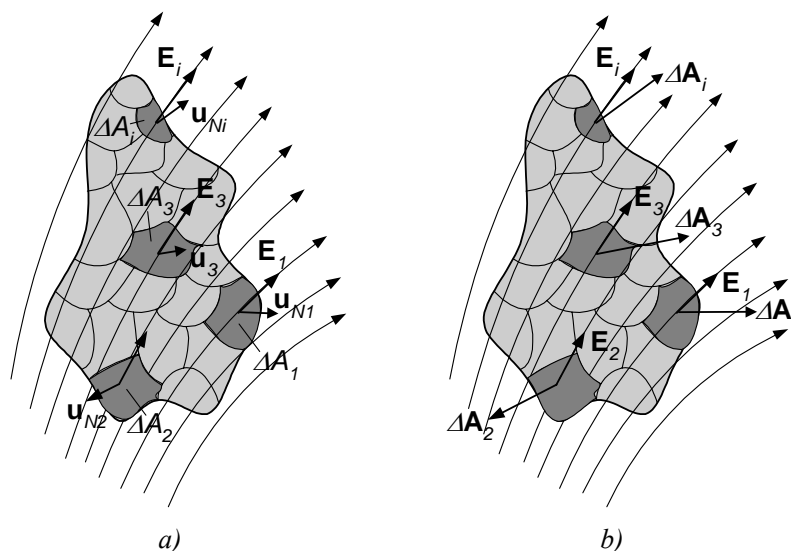 E_i
ΔA_i
u_Ni
ΔA_3
E_3
u_3
E_1
u_N1
ΔA_1
u_N2
ΔA_2
a)
E_i
ΔA_i
E_3
ΔA_3
E_1
ΔA
E_2
ΔA_2
b)